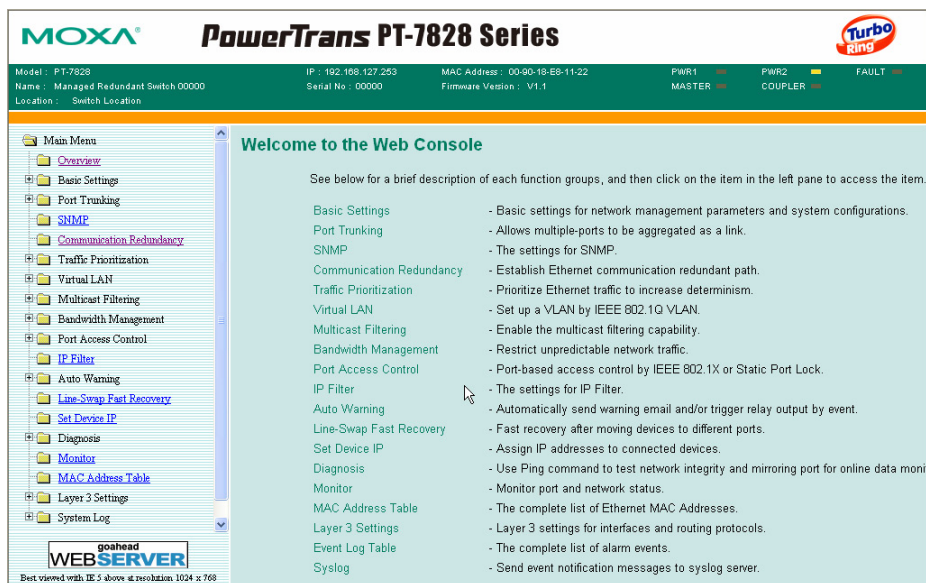 MOXA®
PowerTrans PT-7828 Series
Turbo
Ring
Model : PT-7828
IP : 192.168.127.253
MAC Address : 00-90-18-E8-11-22
PWR1
PWR2
FAULT
Name : Managed Redundant Switch 00000
Serial No : 00000
Firmware Version : V1.1
MASTER
COUPLER
Location : Switch Location
Main Menu
Overview
Basic Settings
Port Trunking
SNMP
Communication Redundancy
Traffic Prioritization
Virtual LAN
Multicast Filtering
Bandwidth Management
Port Access Control
IP Filter
Auto Warning
Line-Swap Fast Recovery
Set Device IP
Diagnosis
Monitor
MAC Address Table
Layer 3 Settings
System Log
goahead
WEBSERVER
Best viewed with IE 5 above at resolution 1024 x 768
Welcome to the Web Console
See below for a brief description of each function groups, and then click on the item in the left pane to access the item.
Basic Settings - Basic settings for network management parameters and system configurations.
Port Trunking - Allows multiple-ports to be aggregated as a link.
SNMP - The settings for SNMP.
Communication Redundancy - Establish Ethernet communication redundant path.
Traffic Prioritization - Prioritize Ethernet traffic to increase determinism.
Virtual LAN - Set up a VLAN by IEEE 802.1Q VLAN.
Multicast Filtering - Enable the multicast filtering capability.
Bandwidth Management - Restrict unpredictable network traffic.
Port Access Control - Port-based access control by IEEE 802.1X or Static Port Lock.
IP Filter - The settings for IP Filter.
Auto Warning - Automatically send warning email and/or trigger relay output by event.
Line-Swap Fast Recovery - Fast recovery after moving devices to different ports.
Set Device IP - Assign IP addresses to connected devices.
Diagnosis - Use Ping command to test network integrity and mirroring port for online data moni
Monitor - Monitor port and network status.
MAC Address Table - The complete list of Ethernet MAC Addresses.
Layer 3 Settings - Layer 3 settings for interfaces and routing protocols.
Event Log Table - The complete list of alarm events.
Syslog - Send event notification messages to syslog server.